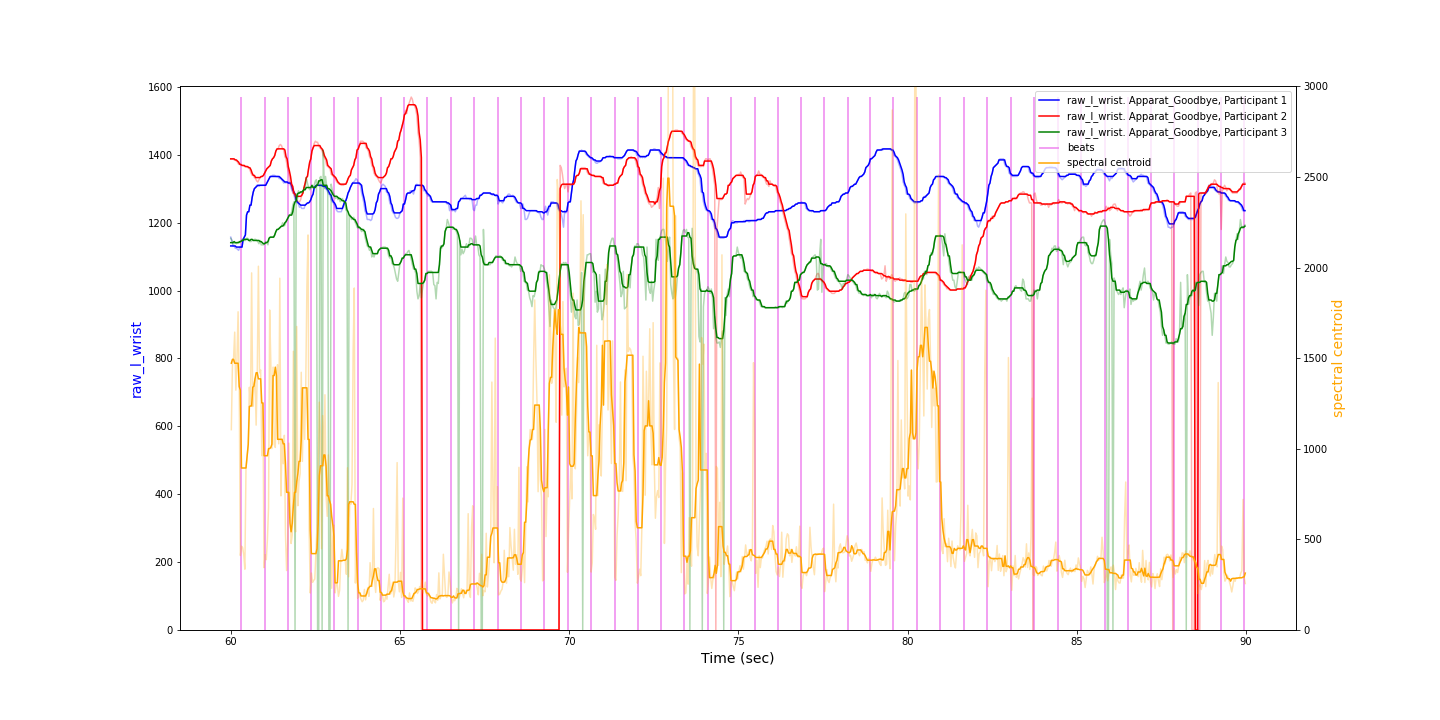 1600
1400
1200
1000
800
600
400
200
0
raw_l_wrist
3000
2500
2000
1500
1000
500
0
spectral centroid
raw_l_wrist. Apparat_Goodbye, Participant 1
raw_l_wrist. Apparat_Goodbye, Participant 2
raw_l_wrist. Apparat_Goodbye, Participant 3
beats
spectral centroid
60 65 70 75 80 85 90
Time (sec)